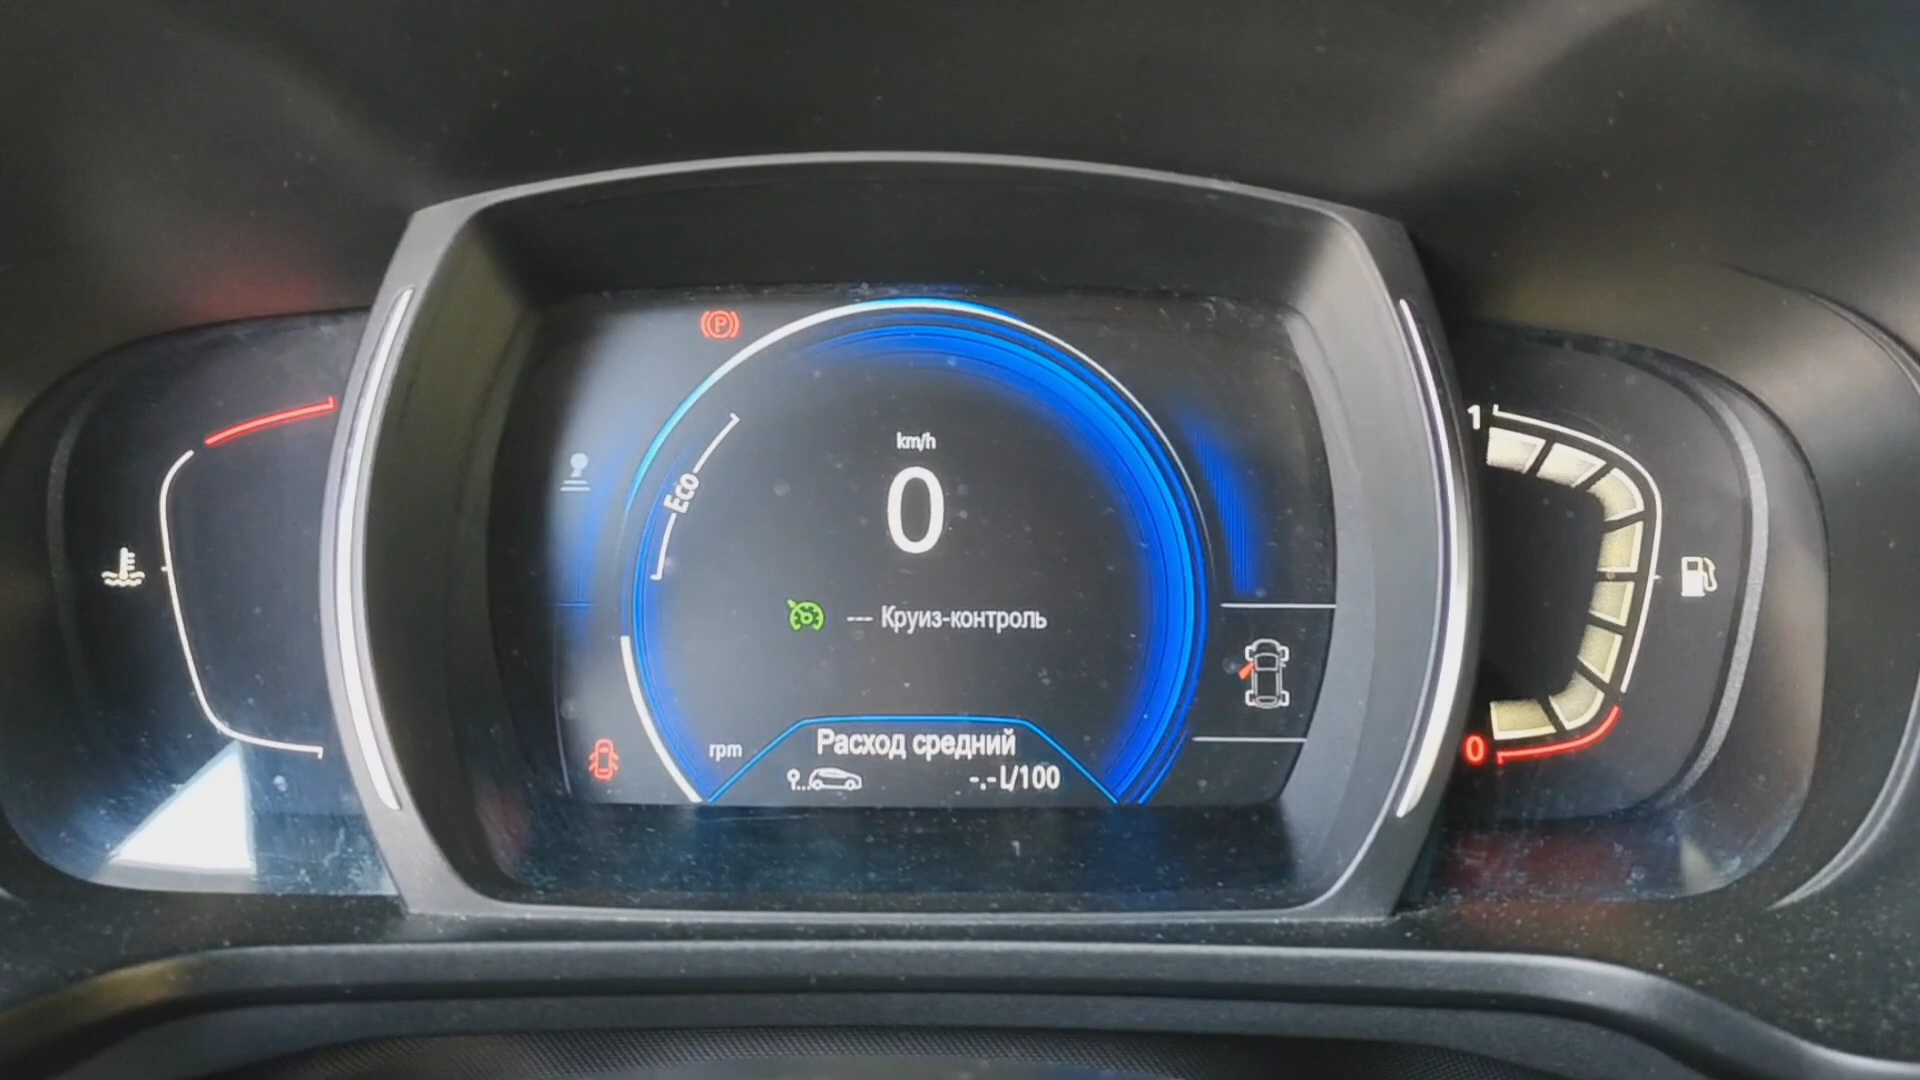 P
km/h
0
Eco
--- Круиз-контроль
rpm
Расход средний
-.- L/100
1
0